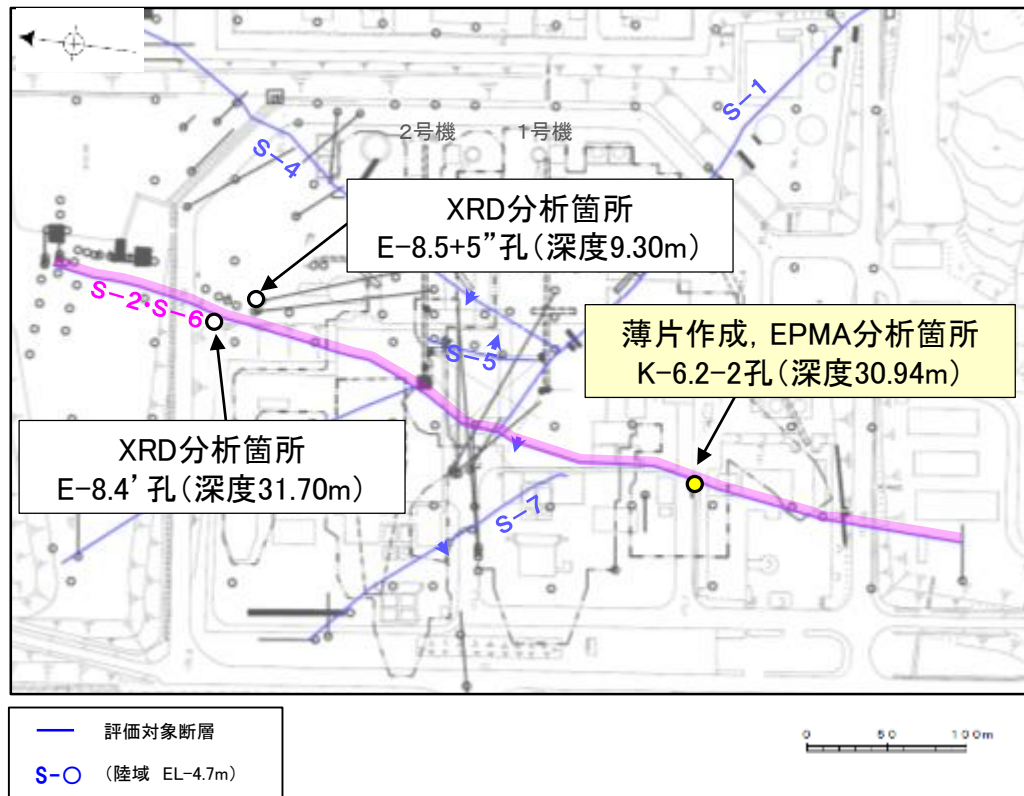 S-1
2号機
1号機
S-4
XRD分析箇所
E-8.5+5”孔(深度9.30m)
S-2・S-6
S-5
薄片作成, EPMA分析箇所
K-6.2-2孔(深度30.94m)
XRD分析箇所
E-8.4’孔(深度31.70m)
S-7
評価対象断層
S-○ (陸域 EL-4.7m)
0 50 100m